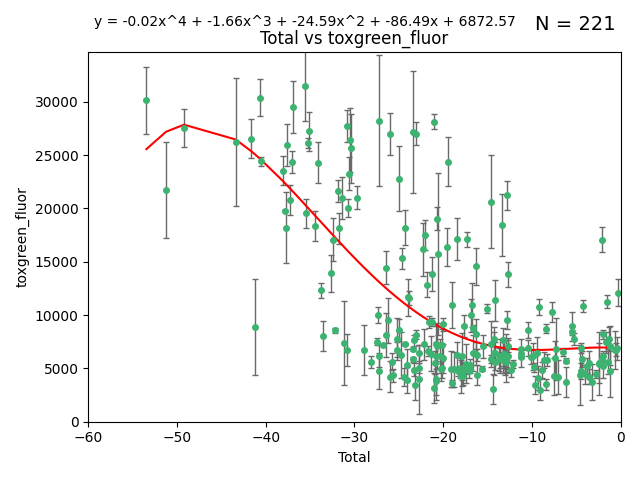 y = -0.02x^4 + -1.66x^3 + -24.59x^2 + -86.49x + 6872.57
N = 221
Total vs toxgreen_fluor
30000
25000
20000
15000
10000
5000
0
toxgreen_fluor
−60
−50
−40
−30
−20
−10
0
Total